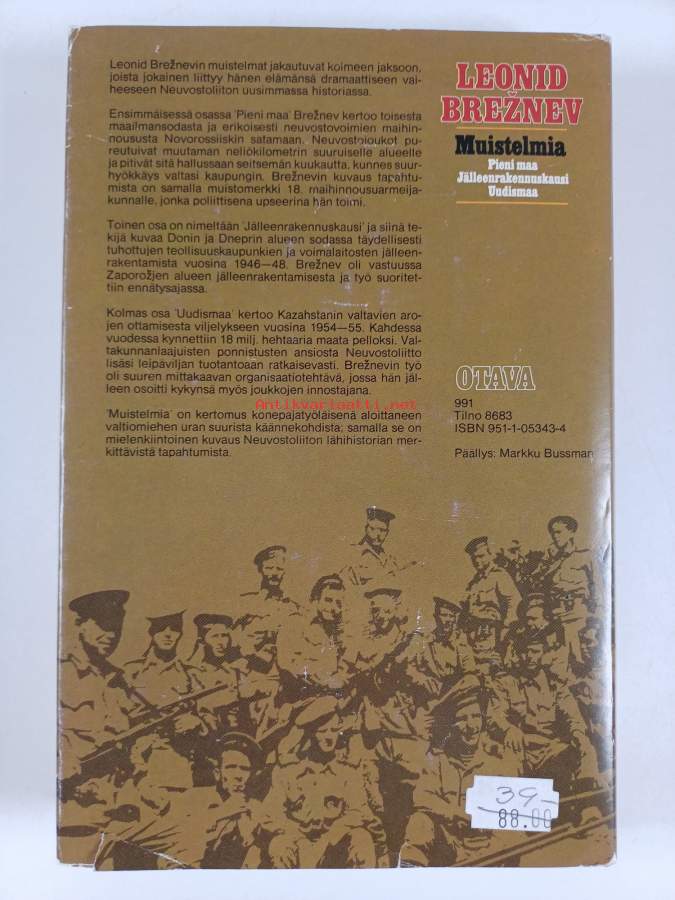 Leonid Brežnevin muistelmat jakautuvat kolmeen jaksoon,
joista jokainen liittyy hänen elämänsä dramaattiseen vai-
heeseen Neuvostoliiton uusimmassa historiassa.
Ensimmäisessä osassa 'Pieni maa' Brežnev kertoo toisesta
maailmansodasta ja erikoisesti neuvostovoimien maihin-
noususta Novorossiiskin satamaan. Neuvostojoukot pu-
reutuivat muutaman neliökilometrin suuruiselle alueelle
ja pitivät sitä hallussaan seitsemän kuukautta, kunnes suur-
hyökkäys valtasi kaupungin. Brežnevin kuvaus tapahtu-
mista on samalla muistomerkki 18. maihinnousuarmeija-
kunnalle, jonka poliittisena upseerina hän toimi.
Toinen osa on nimeltään 'Jälleenrakennuskausi' ja siinä te-
kijä kuvaa Donin ja Dneprin alueen sodassa täydellisesti
tuhottujen teollisuuskaupunkien ja voimalaitosten jälleen-
rakentamista vuosina 1946—48. Brežnev oli vastuussa
Zaporožjen alueen jälleenrakentamisesta ja työ suoritet-
tiin ennätysajassa.
Kolmas osa 'Uudismaa' kertoo Kazahstanin valtavien aro-
jen ottamisesta viljelykseen vuosina 1954—55. Kahdessa
vuodessa kynnettiin 18 milj. hehtaaria maata pelloksi. Val-
takunnanlaajuisten ponnistusten ansiosta Neuvostoliitto
lisäsi leipäviljan tuotantoaan ratkaisevasti. Brežnevin työ
oli suuren mittakaavan organisaatiotehtävä, jossa hän jäl-
leen osoitti kykynsä myös joukkojen innostajana.
'Muistelmia' on kertomus konepajatyöläisenä aloittaneen
valtiomiehen uran suurista käännekohdista; samalla se on
mielenkiintoinen kuvaus Neuvostoliiton lähihistorian mer-
kittävistä tapahtumista.
LEONID
BREŽNEV
Muistelmia
Pieni maa
Jälleenrakennuskausi
Uudismaa
OTAVA
991
Tilno 8683
ISBN 951-1-05343-4
Päällys: Markku Bussman
Antikvariaatti.net
39-
88.00